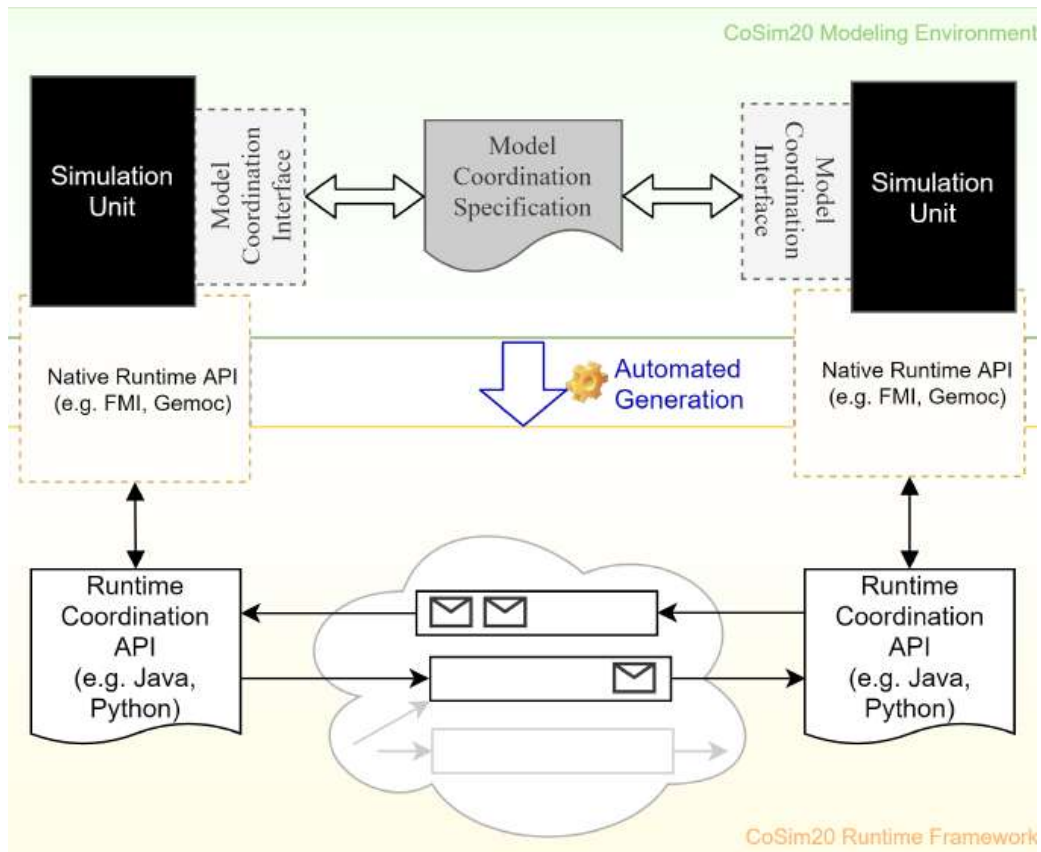 CoSim20 Modeling Environment
Simulation
Unit
Model
Coordination
Interface
Model
Coordination
Specification
Model
Coordination
Interface
Simulation
Unit
Native Runtime API
(e.g. FMI, Gemoc)
Automated
Generation
Native Runtime API
(e.g. FMI, Gemoc)
Runtime
Coordination
API
(e.g. Java,
Python)
Runtime
Coordination
API
(e.g. Java,
Python)
CoSim20 Runtime Framework